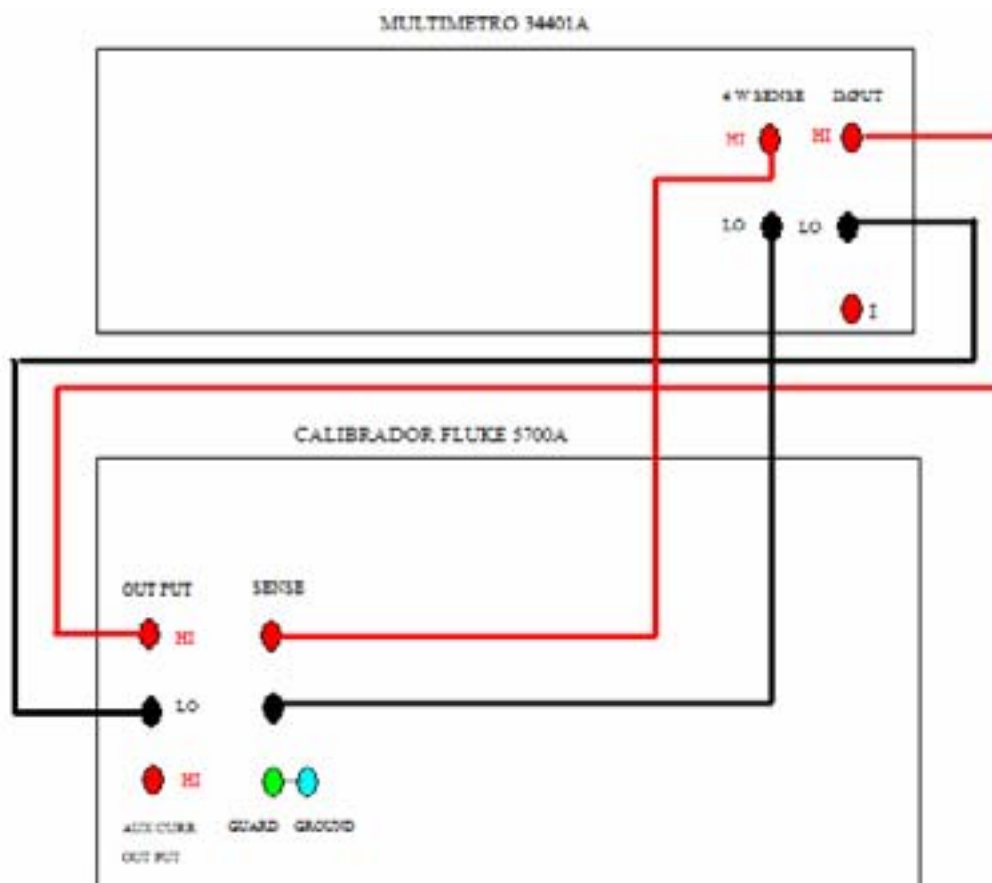 MULTIMETRO 34401A
4 W SENSE INPUT
HI HI
LO LO
I
CALIBRADOR FLUKE 5700A
OUT PUT SENSE
HI
LO
HI
AUX CURR GUARD GROUND
OUT PUT